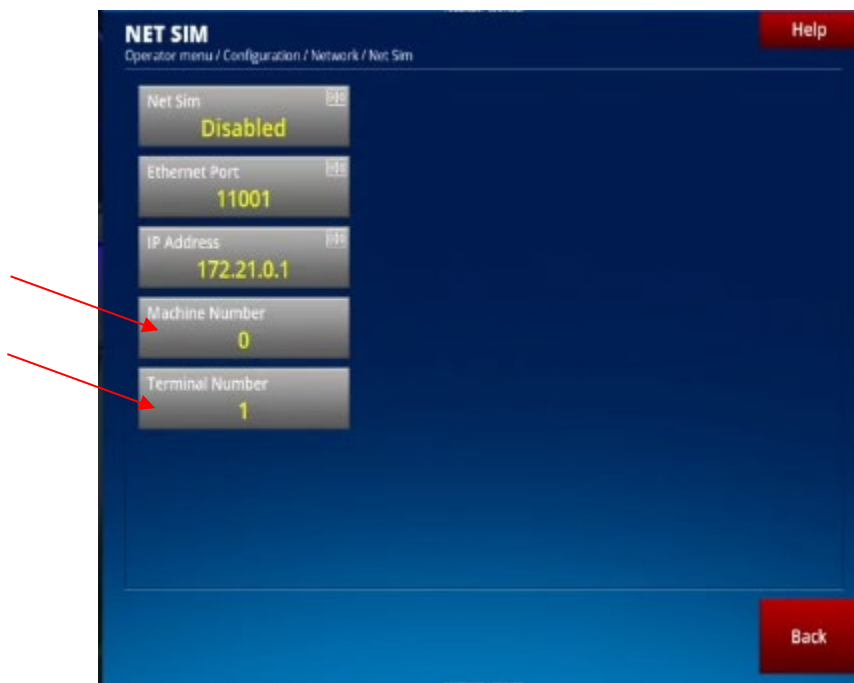 NET SIM
Help
Operator menu / Configuration / Network / Net Sim
Net Sim
Disabled
Ethernet Port
11001
IP Address
172.21.0.1
Machine Number
0
Terminal Number
1
Back